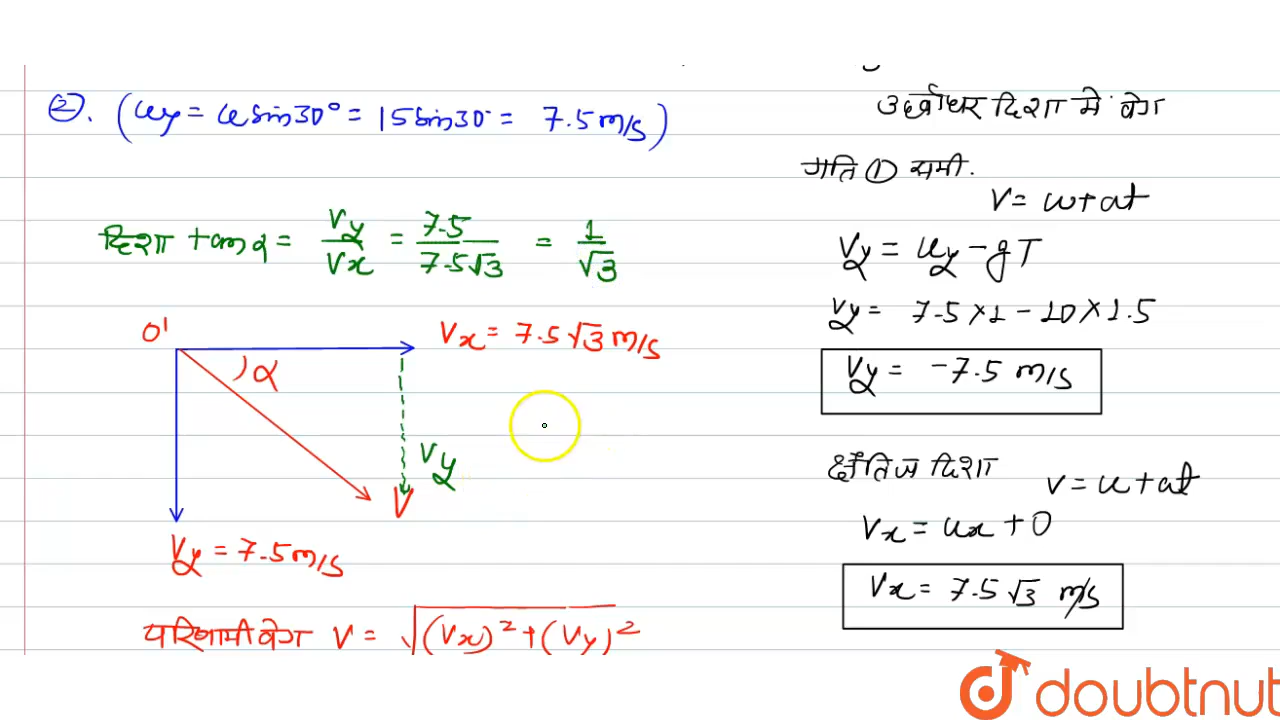 ②. (uy = u sin30° = 15 sin30° = 7.5 m/s)
दिशा tan α = Vy/Vx = 7.5/7.5√3 = 1/√3
O'
Vx = 7.5√3 m/s
α
Vy
V
Vy = 7.5 m/s
परिणामी वेग V = √(Vx)² + (Vy)²
उर्ध्वाधर दिशा में वेग
गति ① समी.
V = u + at
Vy = uy - gT
Vy = 7.5 × 1 - 10 × 1.5
Vy = -7.5 m/s
क्षैतिज दिशा
v = u + at
Vx = ux + 0
Vx = 7.5√3 m/s
doubtnut